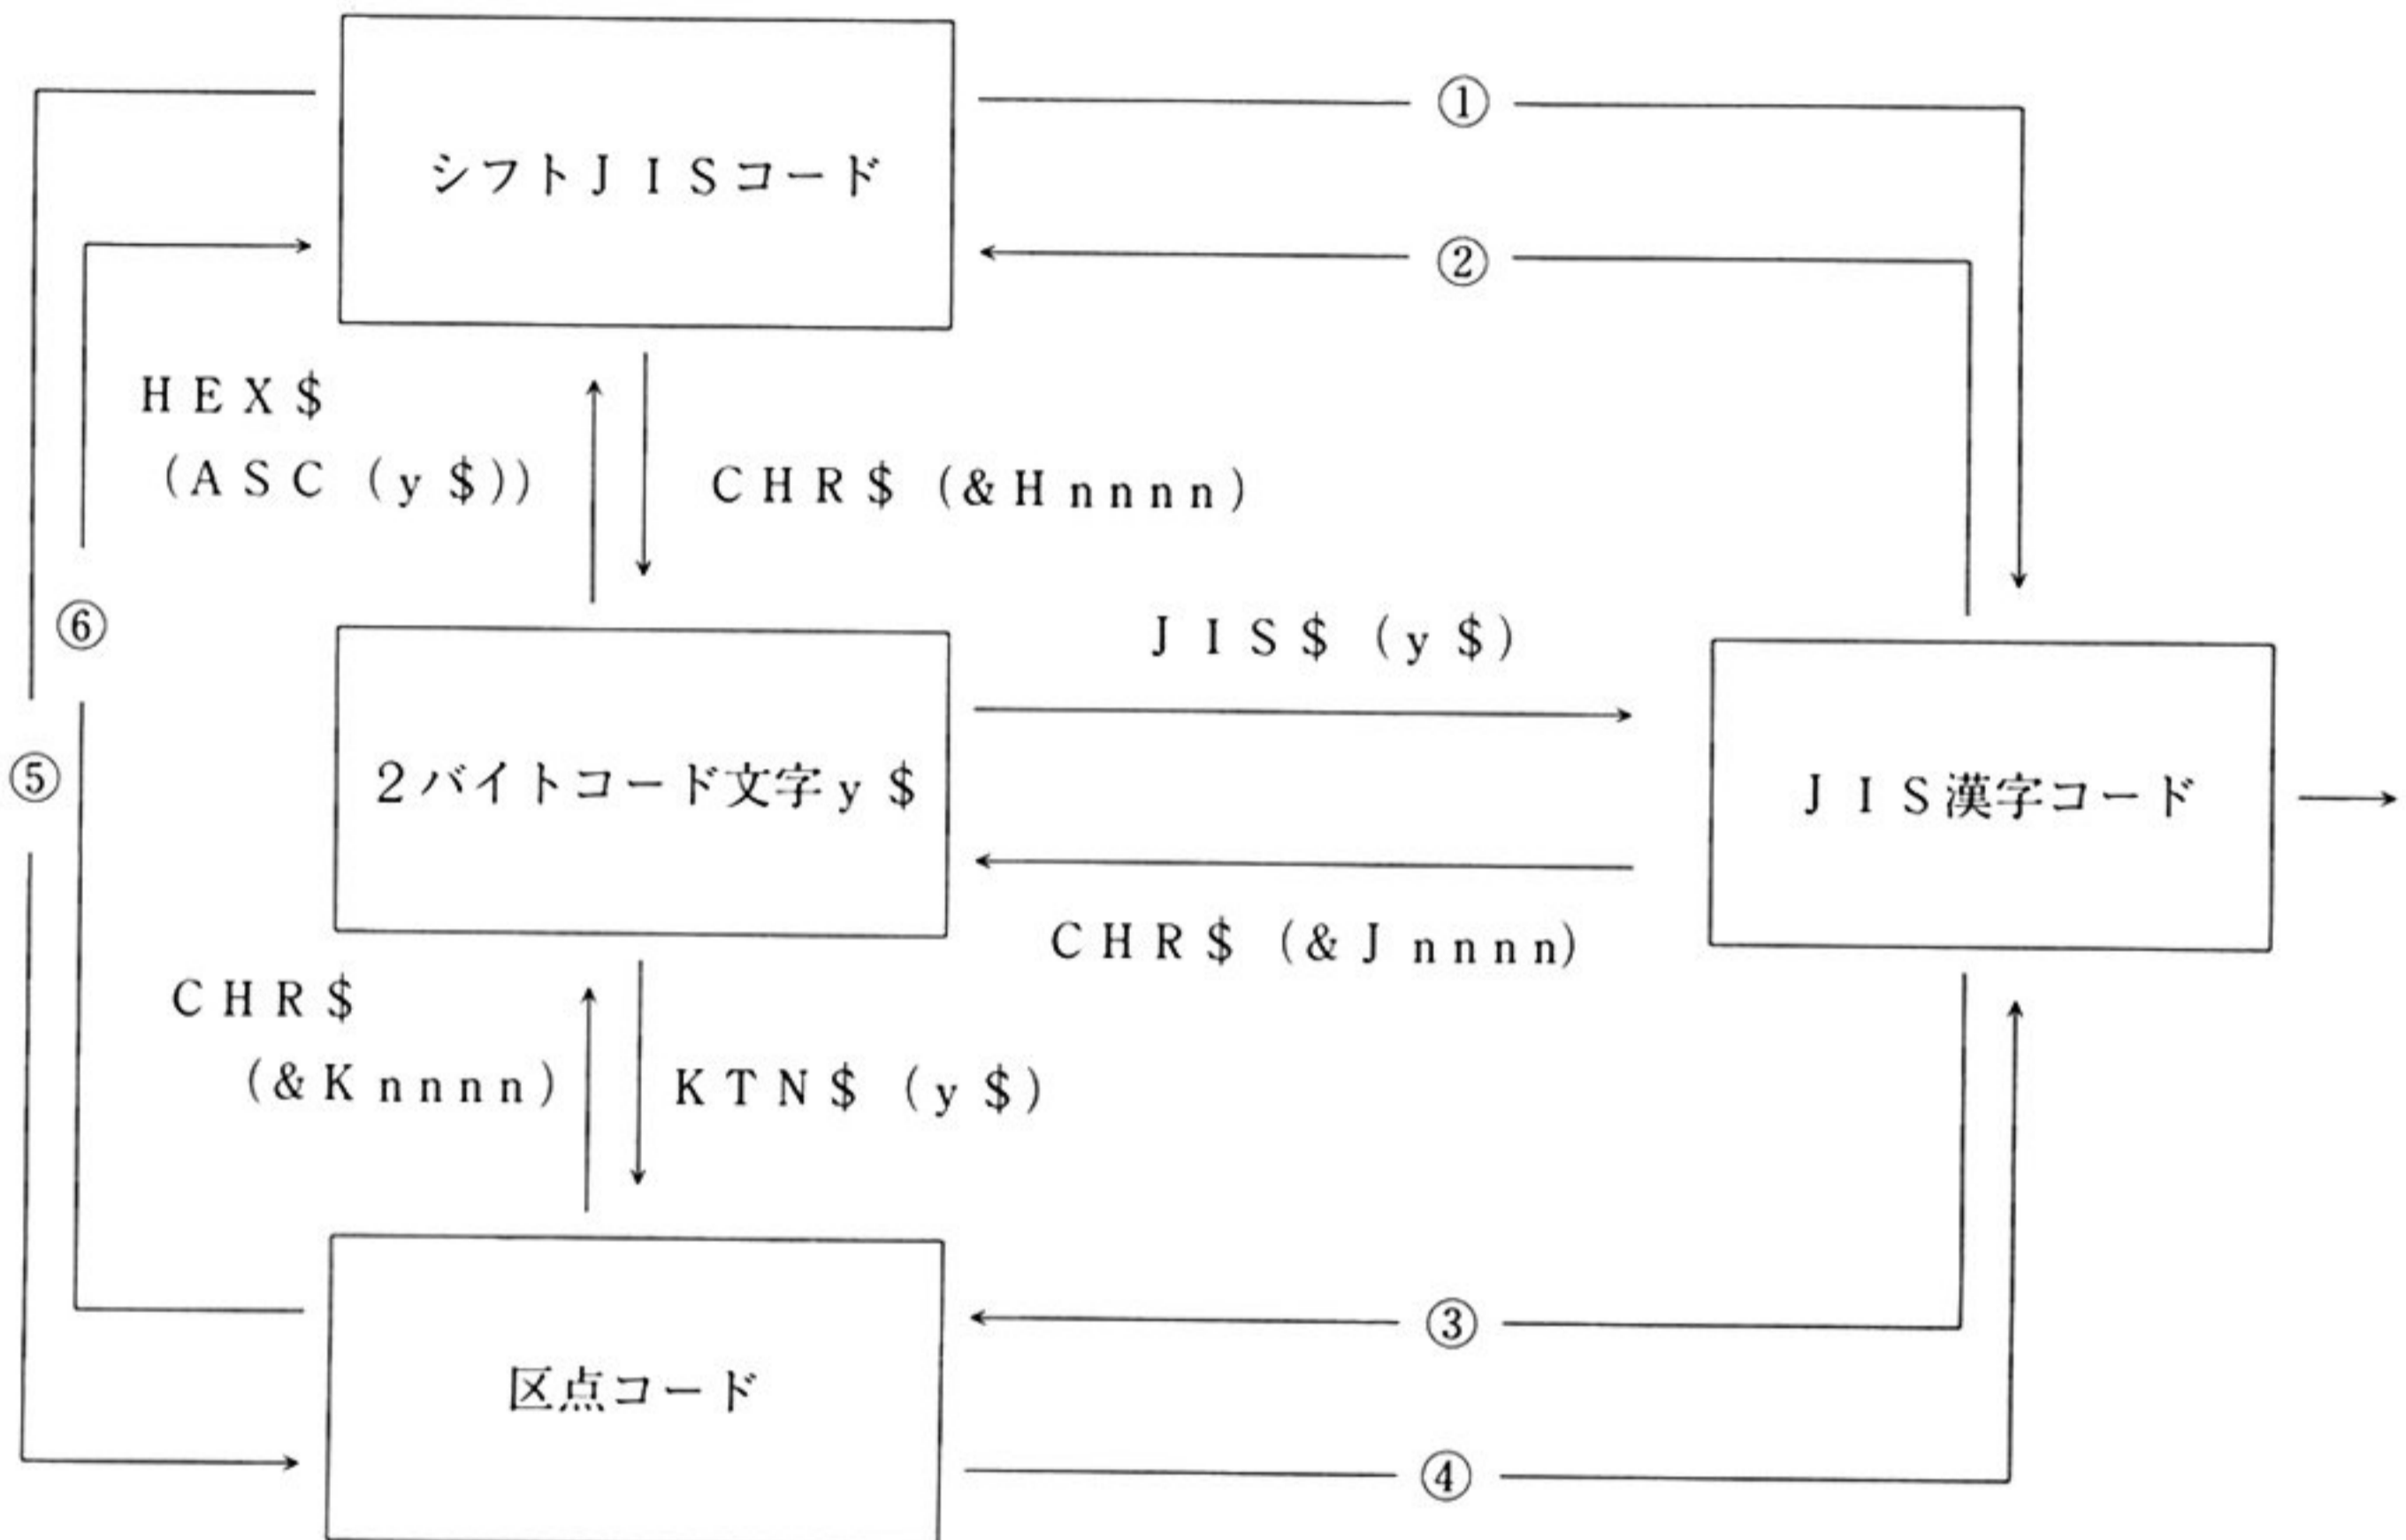 シフトＪＩＳコード
①
②
HEX$
(ASC(y$))
CHR$(&Hnnnn)
⑥
JIS$(y$)
⑤
２バイトコード文字y$
ＪＩＳ漢字コード
CHR$(&Jnnnn)
CHR$
(&Knnnn)
KTN$(y$)
③
区点コード
④